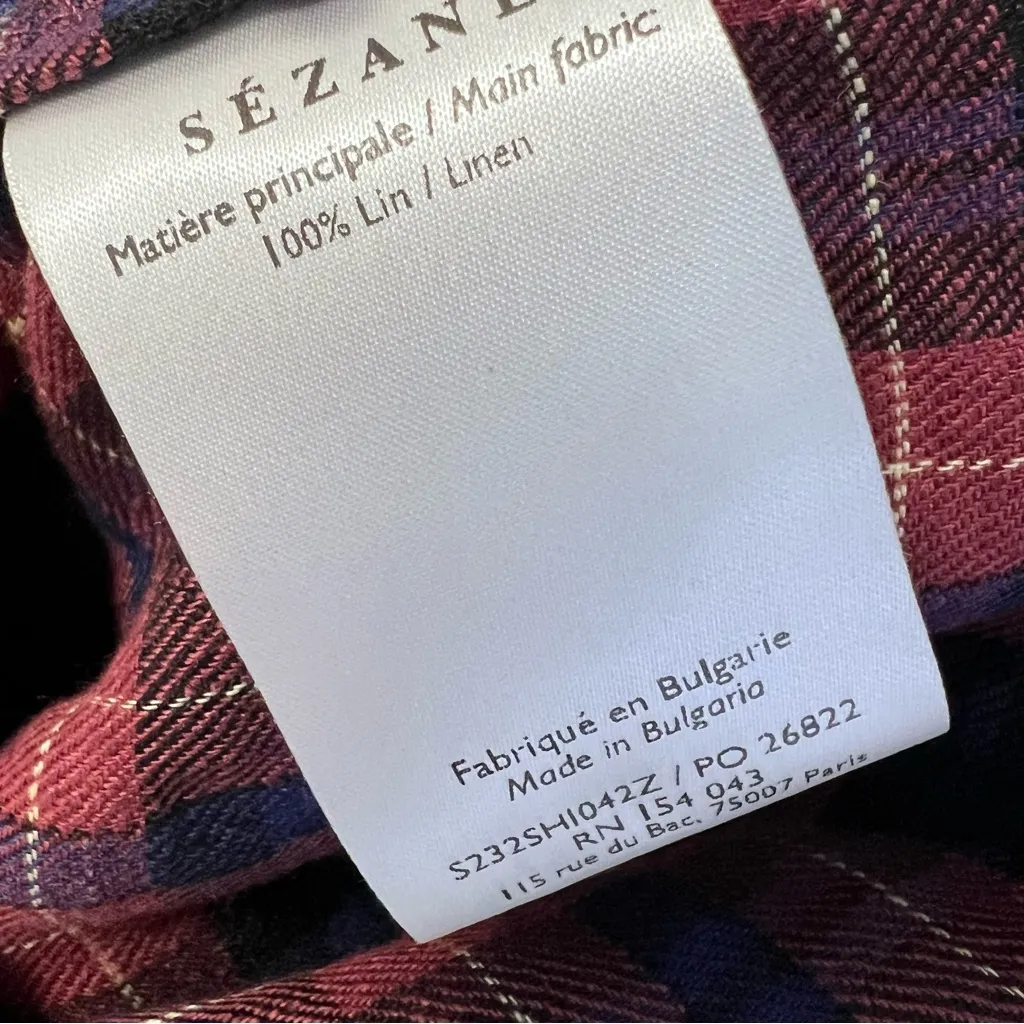 SÉZANE
Matière principale / Main fabric
100% Lin / Linen
Fabriqué en Bulgarie
Made in Bulgaria
S232SH1042Z / PO 26822
RN 154 043
115 rue du Bac, 75007 Paris